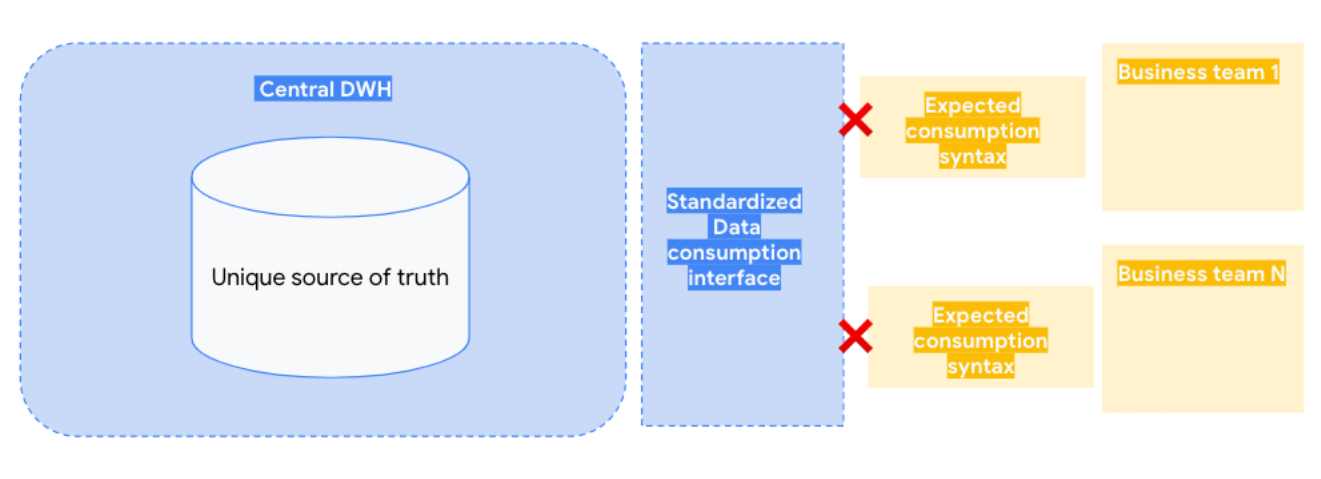 Central DWH
Unique source of truth
Standardized
Data
consumption
interface
Expected
consumption
syntax
Business team 1
Expected
consumption
syntax
Business team N